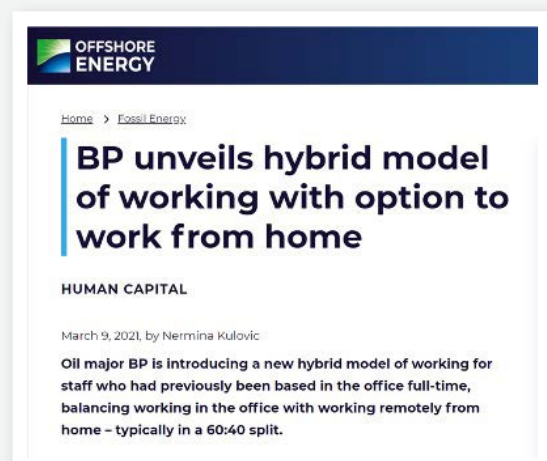 OFFSHORE
ENERGY
Home > Fossil Energy
BP unveils hybrid model
of working with option to
work from home
HUMAN CAPITAL
March 9, 2021, by Nermina Kulovic
Oil major BP is introducing a new hybrid model of working for
staff who had previously been based in the office full-time,
balancing working in the office with working remotely from
home – typically in a 60:40 split.